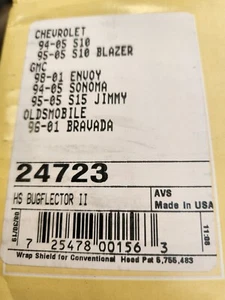 CHEVROLET
94-05 S10
95-05 S10 BLAZER
GMC
98-01 ENVOY
94-05 SONOMA
95-05 S15 JIMMY
OLDSMOBILE
96-01 BRAVADA
24723
HS BUGFLECTOR II
AVS
Made in USA
11:08
7 25478 00156 3
Wrap Shield for Conventional Hood Pat 5,755,483